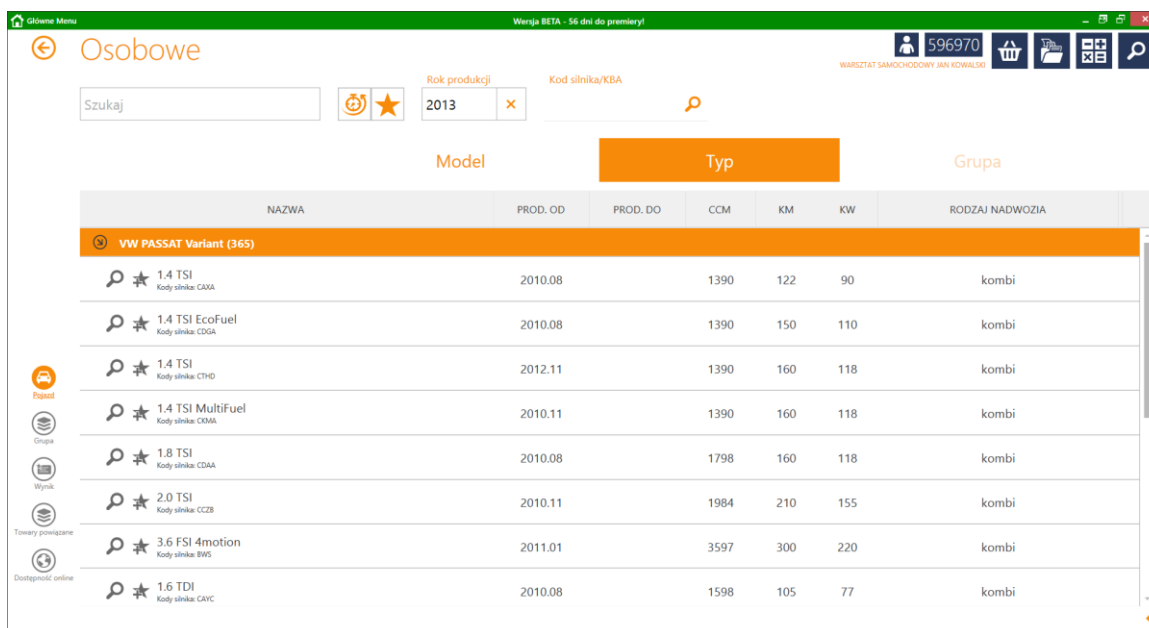 Główne Menu
Wersja BETA - 56 dni do premiery!
Osobowe
596970
WARSZTAT SAMOCHODOWY JAN KOWALSKI
Rok produkcji
Kod silnika/KBA
Szukaj
2013
Model
Typ
Grupa
NAZWA PROD. OD PROD. DO CCM KM KW RODZAJ NADWOZIA
VW PASSAT Variant (365)
1.4 TSI 2010.08 1390 122 90 kombi
Kody silnika: CAXA
1.4 TSI EcoFuel 2010.08 1390 150 110 kombi
Kody silnika: CDGA
1.4 TSI 2012.11 1390 160 118 kombi
Kody silnika: CTHD
1.4 TSI MultiFuel 2010.11 1390 160 118 kombi
Kody silnika: CKMA
1.8 TSI 2010.08 1798 160 118 kombi
Kody silnika: CDAA
2.0 TSI 2010.11 1984 210 155 kombi
Kody silnika: CCZB
3.6 FSI 4motion 2011.01 3597 300 220 kombi
Kody silnika: BWS
1.6 TDI 2010.08 1598 105 77 kombi
Kody silnika: CAYC
Pojazd
Grupa
Wynik
Towary powiązane
Dostępność online